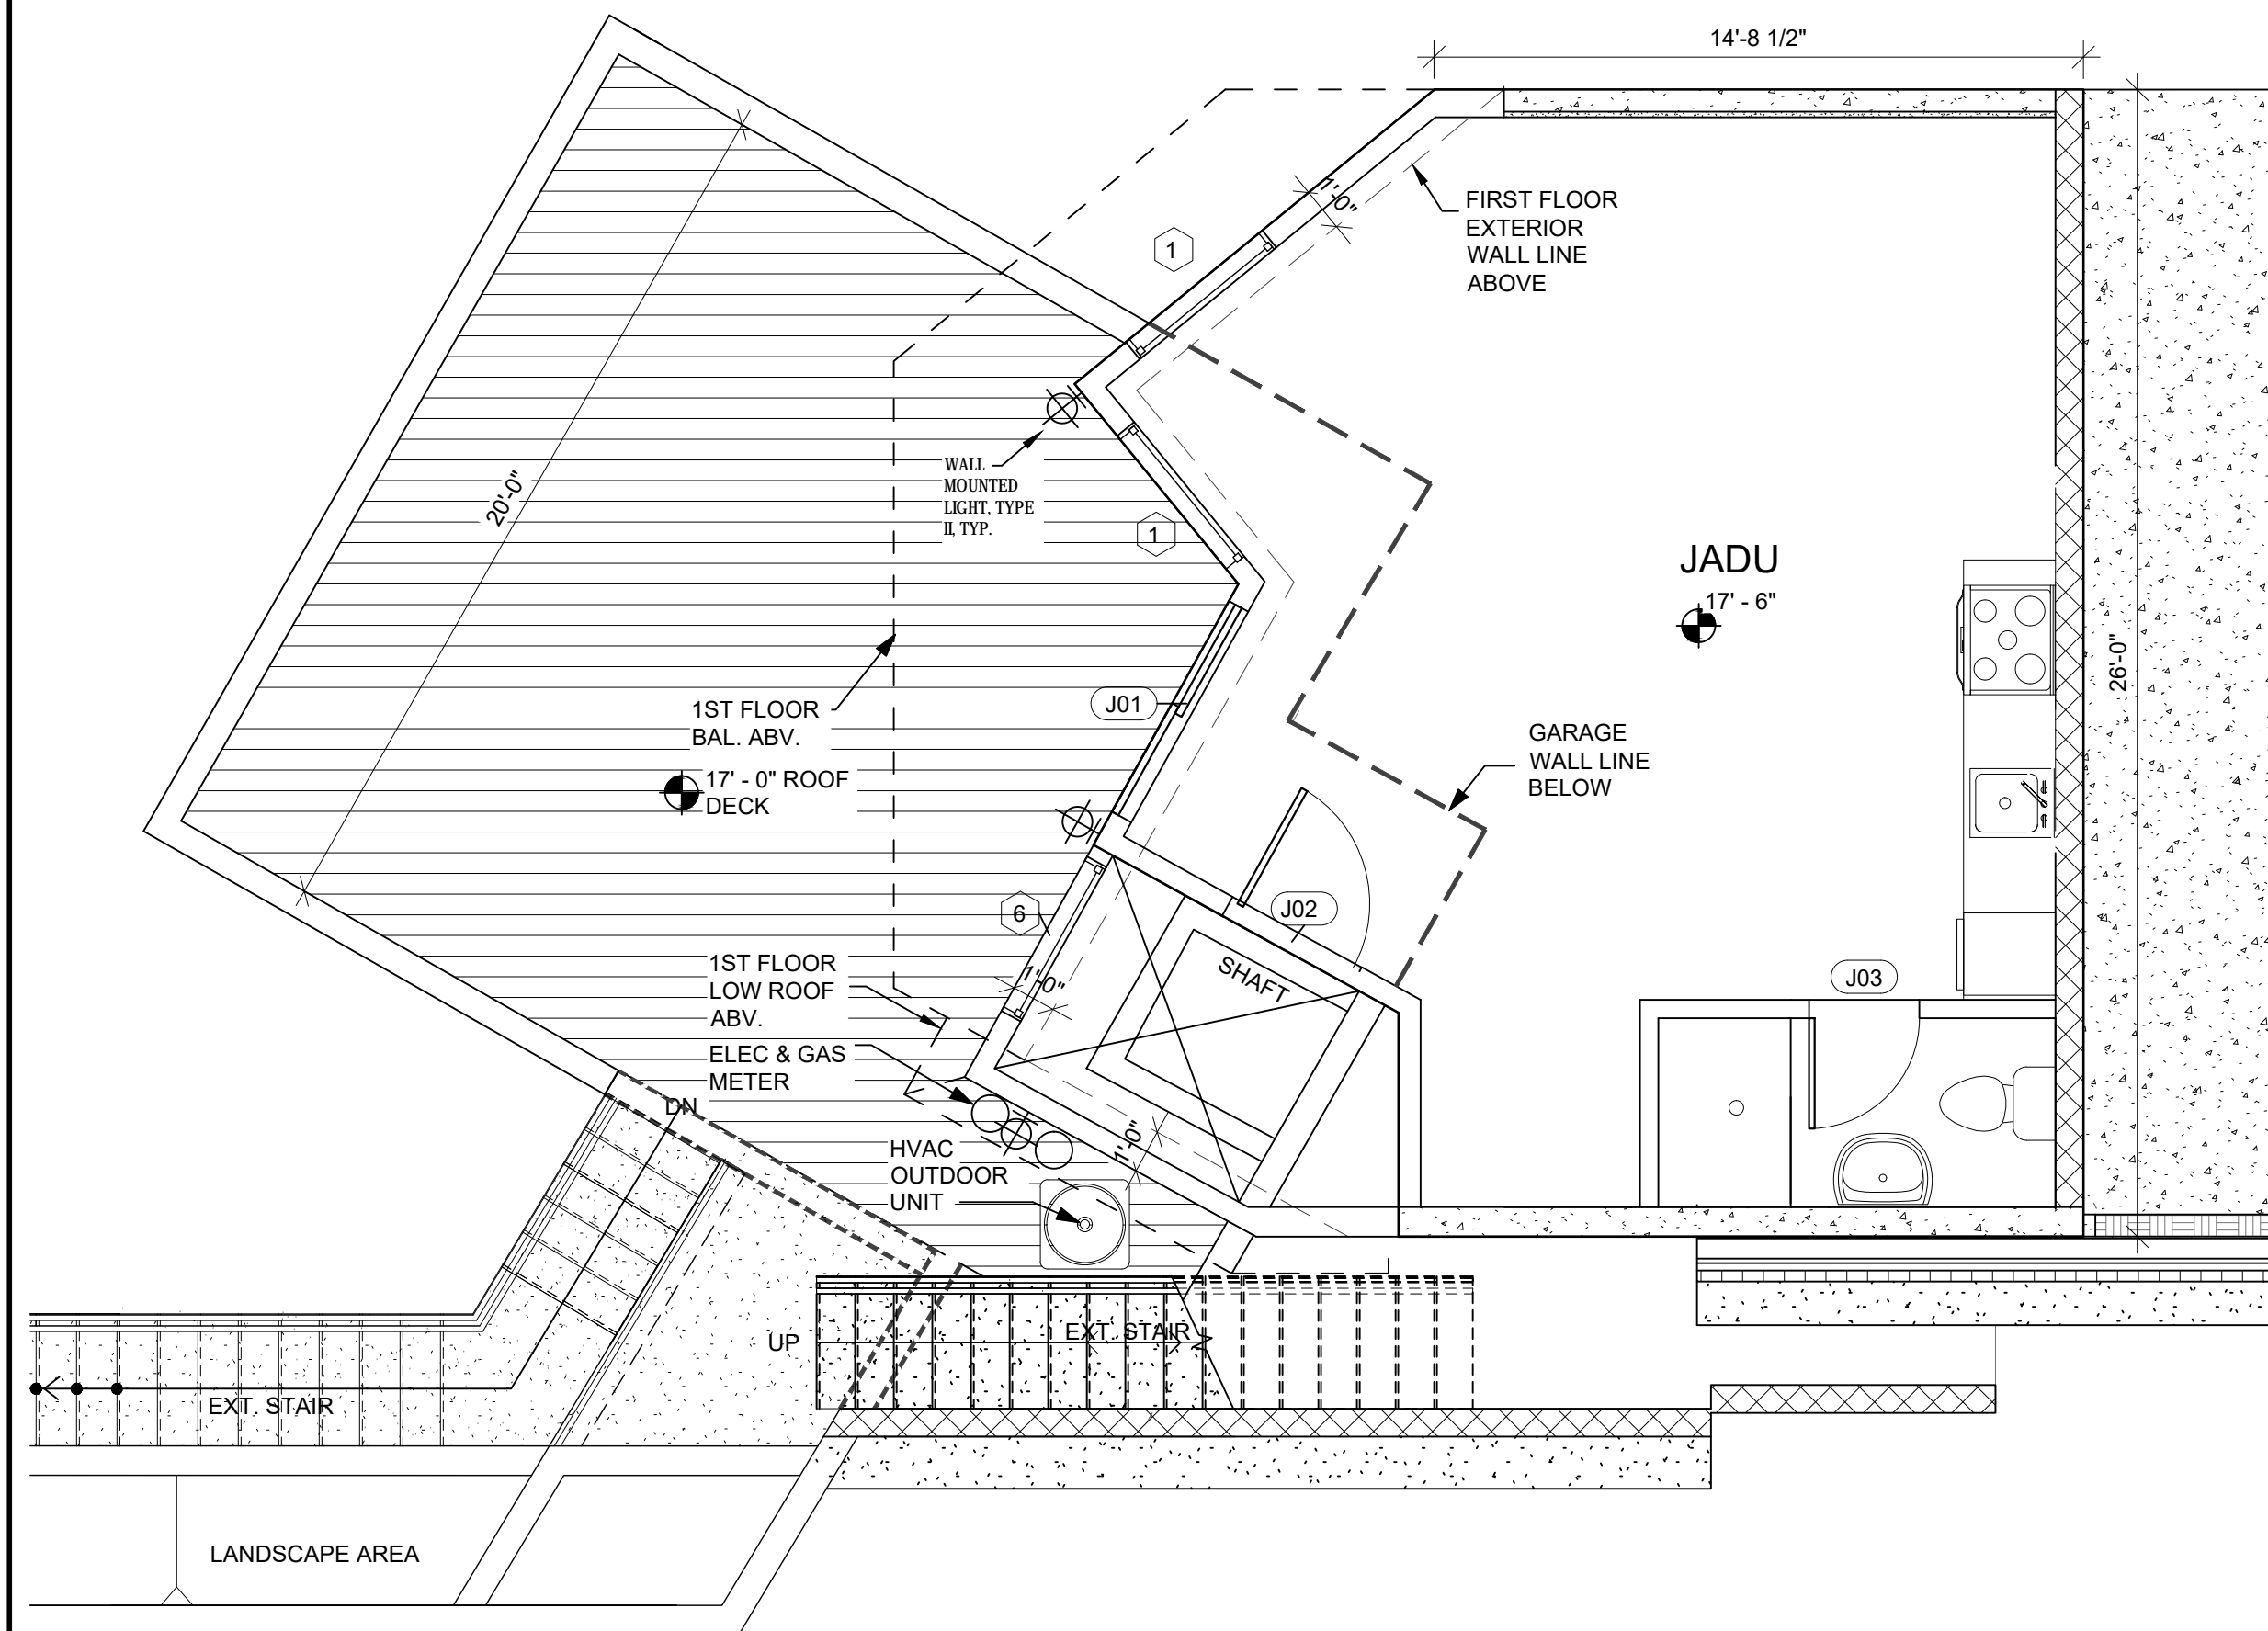 14'-8 1/2"
1'-0"
FIRST FLOOR
EXTERIOR
WALL LINE
ABOVE
1
WALL
MOUNTED
LIGHT, TYPE
II, TYP.
20'-0"
1
JADU
17' - 6"
26'-0"
J01
1ST FLOOR
BAL. ABV.
GARAGE
WALL LINE
BELOW
17' - 0" ROOF
DECK
6
J02
1ST FLOOR
LOW ROOF
ABV.
1'-0"
SHAFT
J03
ELEC & GAS
METER
DN
HVAC
OUTDOOR
UNIT
1'-0"
UP
EXT. STAIR
EXT. STAIR
LANDSCAPE AREA